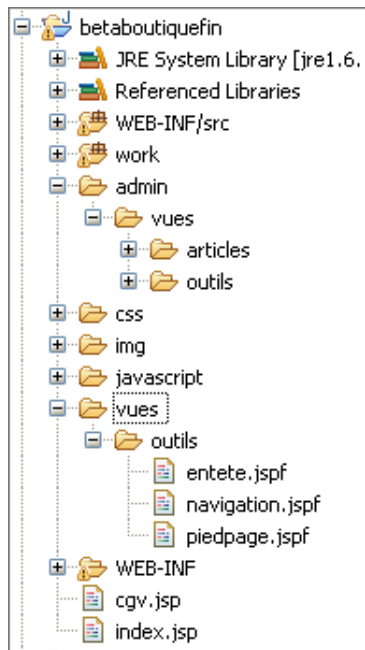 betaboutiquefin
JRE System Library [jre1.6.
Referenced Libraries
WEB-INF/src
work
admin
vues
articles
outils
css
img
javascript
vues
outils
entete.jspf
navigation.jspf
piedpage.jspf
WEB-INF
cgv.jsp
index.jsp